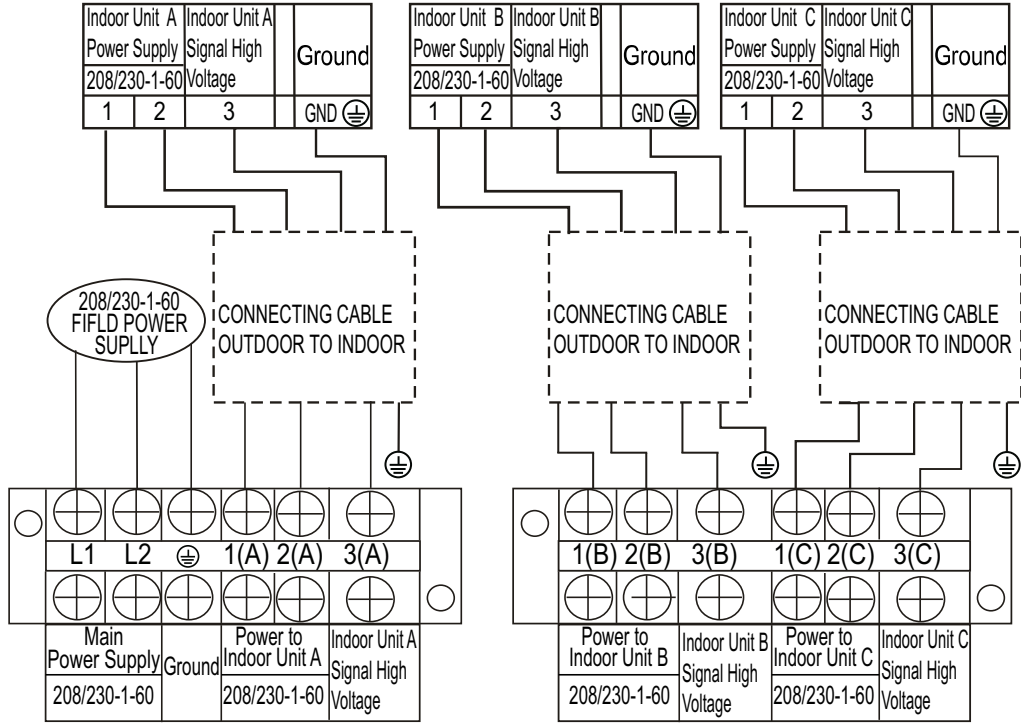 Indoor Unit A
Power Supply
208/230-1-60
Indoor Unit A
Signal High
Voltage
Ground
1 2 3 GND
Indoor Unit B
Power Supply
208/230-1-60
Indoor Unit B
Signal High
Voltage
Ground
1 2 3 GND
Indoor Unit C
Power Supply
208/230-1-60
Indoor Unit C
Signal High
Voltage
Ground
1 2 3 GND
208/230-1-60
FIFLD POWER
SUPLLY
CONNECTING CABLE
OUTDOOR TO INDOOR
CONNECTING CABLE
OUTDOOR TO INDOOR
CONNECTING CABLE
OUTDOOR TO INDOOR
L1 L2 1(A) 2(A) 3(A)
Main
Power Supply
208/230-1-60
Ground
Power to
Indoor Unit A
208/230-1-60
Indoor Unit A
Signal High
Voltage
1(B) 2(B) 3(B) 1(C) 2(C) 3(C)
Power to
Indoor Unit B
208/230-1-60
Indoor Unit B
Signal High
Voltage
Power to
Indoor Unit C
208/230-1-60
Indoor Unit C
Signal High
Voltage